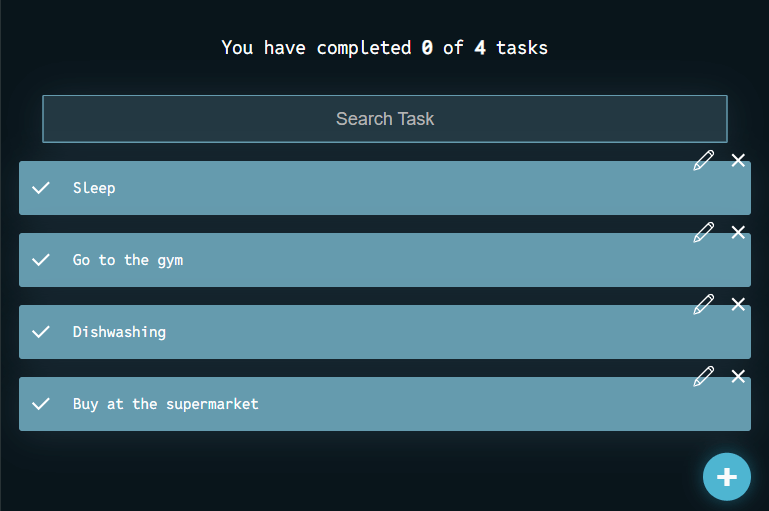 You have completed 0 of 4 tasks
Search Task
Sleep
Go to the gym
Dishwashing
Buy at the supermarket